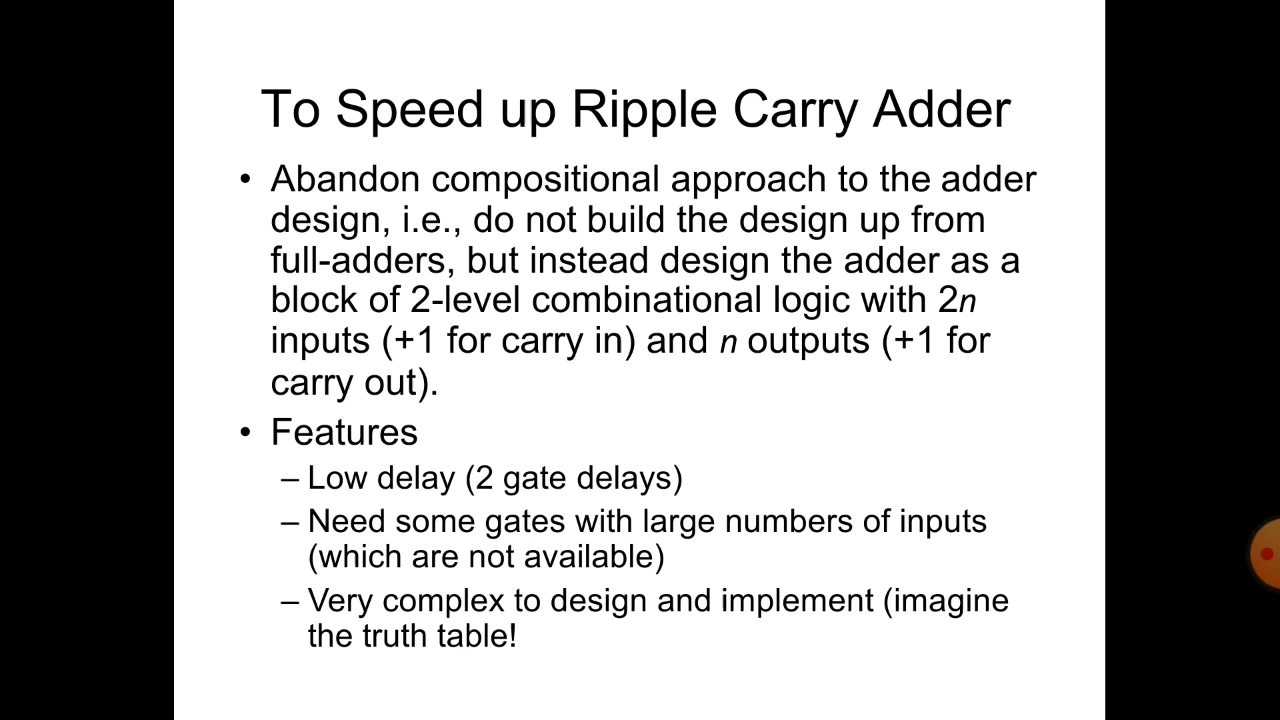 To Speed up Ripple Carry Adder
• Abandon compositional approach to the adder
design, i.e., do not build the design up from
full-adders, but instead design the adder as a
block of 2-level combinational logic with 2n
inputs (+1 for carry in) and n outputs (+1 for
carry out).
• Features
– Low delay (2 gate delays)
– Need some gates with large numbers of inputs
(which are not available)
– Very complex to design and implement (imagine
the truth table!